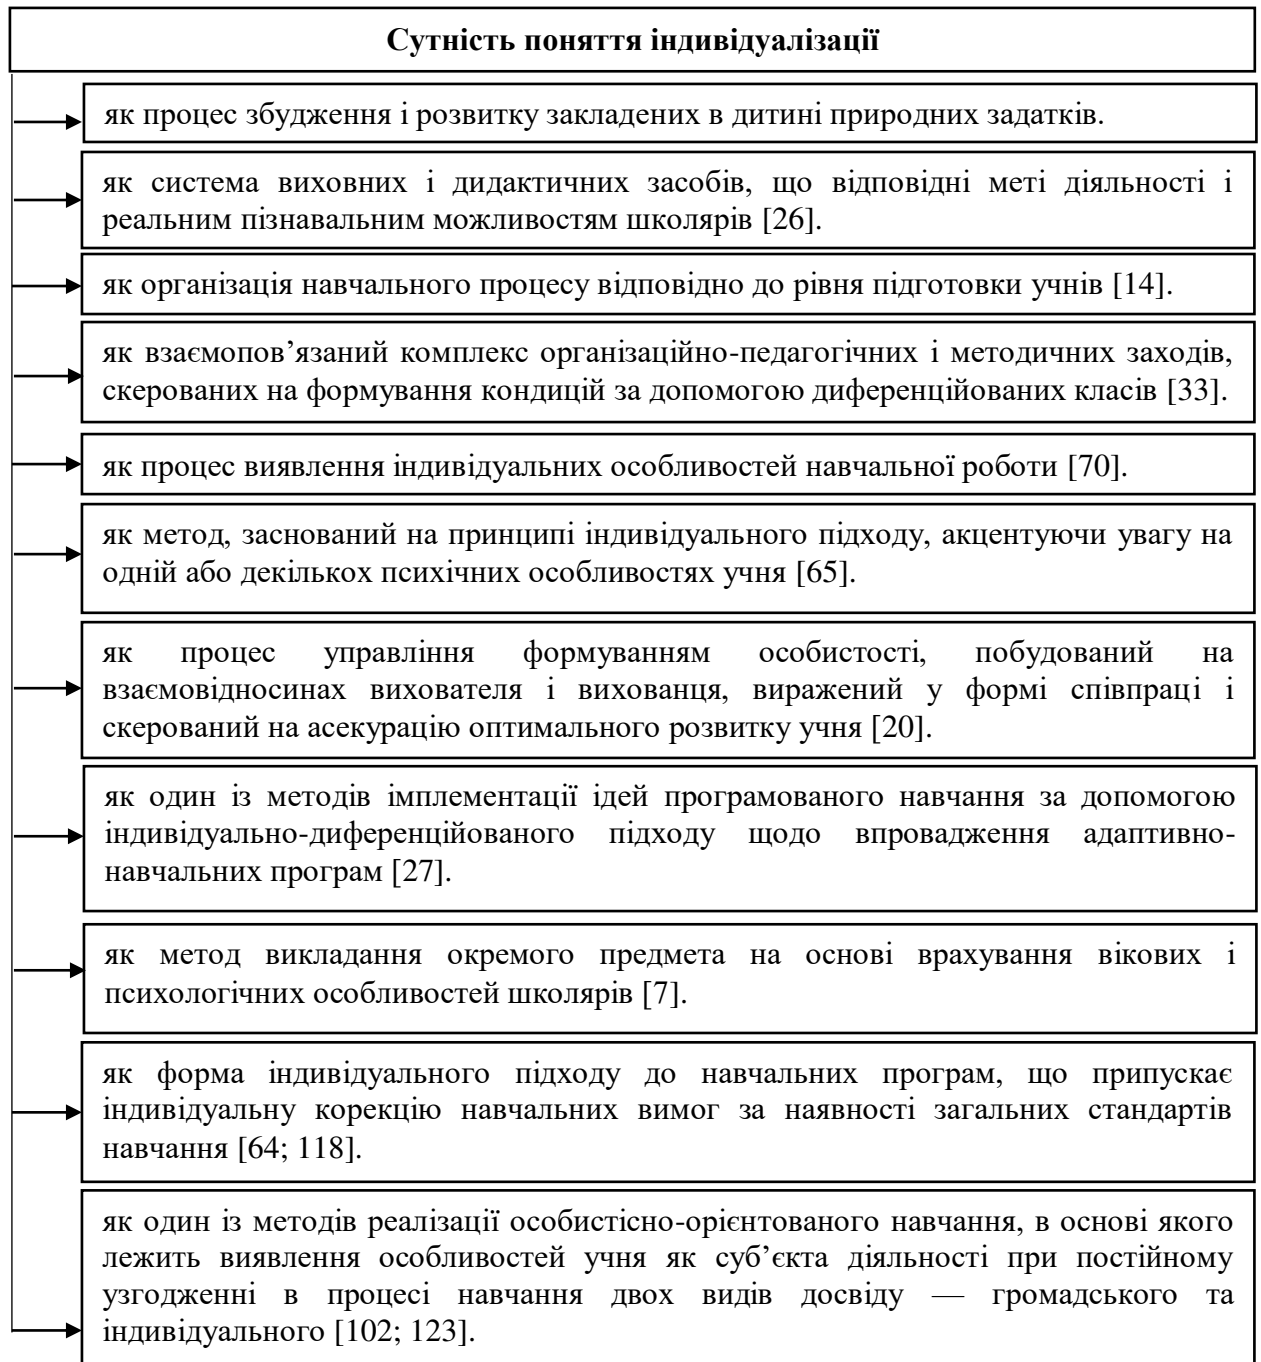 Сутність поняття індивідуалізації
як процес збудження і розвитку закладених в дитині природних задатків.
як система виховних і дидактичних засобів, що відповідні меті діяльності і
реальним пізнавальним можливостям школярів [26].
як організація навчального процесу відповідно до рівня підготовки учнів [14].
як взаємопов’язаний комплекс організаційно-педагогічних і методичних заходів,
скерованих на формування кондицій за допомогою диференційованих класів [33].
як процес виявлення індивідуальних особливостей навчальної роботи [70].
як метод, заснований на принципі індивідуального підходу, акцентуючи увагу на
одній або декількох психічних особливостях учня [65].
як процес управління формуванням особистості, побудований на
взаємовідносинах вихователя і вихованця, виражений у формі співпраці і
скерований на асекурацію оптимального розвитку учня [20].
як один із методів імплементації ідей програмованого навчання за допомогою
індивідуально-диференційованого підходу щодо впровадження адаптивно-
навчальних програм [27].
як метод викладання окремого предмета на основі врахування вікових і
психологічних особливостей школярів [7].
як форма індивідуального підходу до навчальних програм, що припускає
індивідуальну корекцію навчальних вимог за наявності загальних стандартів
навчання [64; 118].
як один із методів реалізації особистісно-орієнтованого навчання, в основі якого
лежить виявлення особливостей учня як суб’єкта діяльності при постійному
узгодженні в процесі навчання двох видів досвіду — громадського та
індивідуального [102; 123].